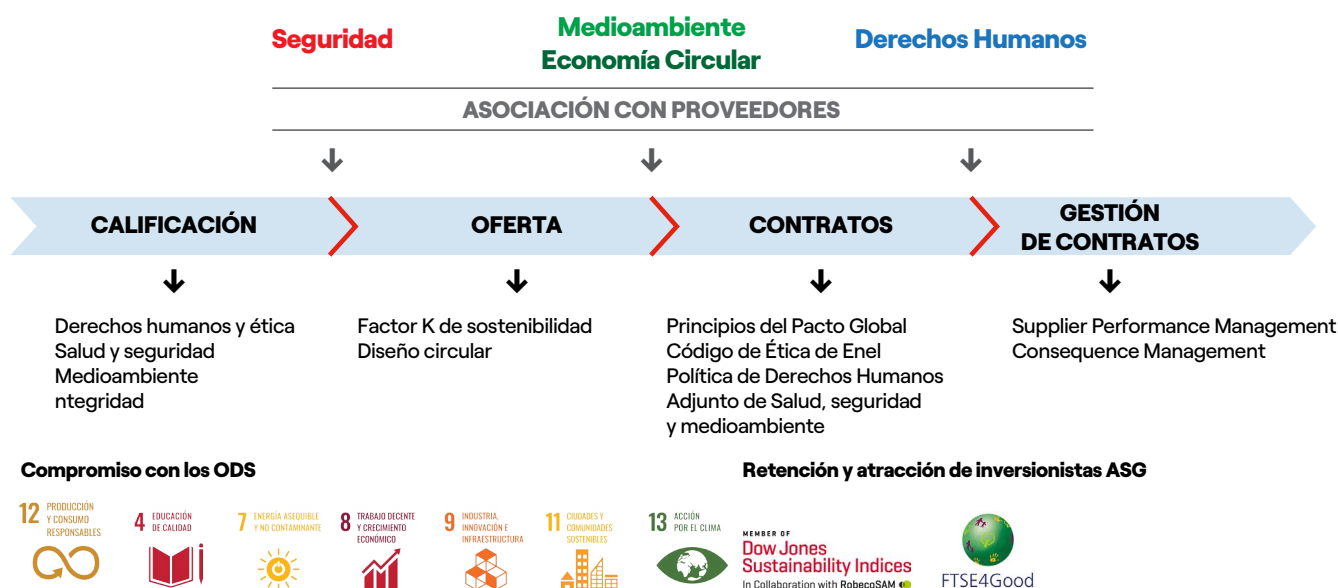 Seguridad
Medioambiente
Economía Circular
Derechos Humanos
ASOCIACIÓN CON PROVEEDORES
CALIFICACIÓN
OFERTA
CONTRATOS
GESTIÓN
DE CONTRATOS
Derechos humanos y ética
Salud y seguridad
Medioambiente
ntegridad
Factor K de sostenibilidad
Diseño circular
Principios del Pacto Global
Código de Ética de Enel
Política de Derechos Humanos
Adjunto de Salud, seguridad
y medioambiente
Supplier Performance Management
Consequence Management
Compromiso con los ODS
12 PRODUCCIÓN
Y CONSUMO
RESPONSABLES
4 EDUCACIÓN
DE CALIDAD
7 ENERGÍA ASEQUIBLE
Y NO CONTAMINANTE
8 TRABAJO DECENTE
Y CRECIMIENTO
ECONÓMICO
9 INDUSTRIA,
INNOVACIÓN E
INFRAESTRUCTURA
11 CIUDADES Y
COMUNIDADES
SOSTENIBLES
13 ACCIÓN
POR EL CLIMA
Retención y atracción de inversionistas ASG
MEMBER OF
Dow Jones
Sustainability Indices
In Collaboration with RobecoSAM
FTSE4Good